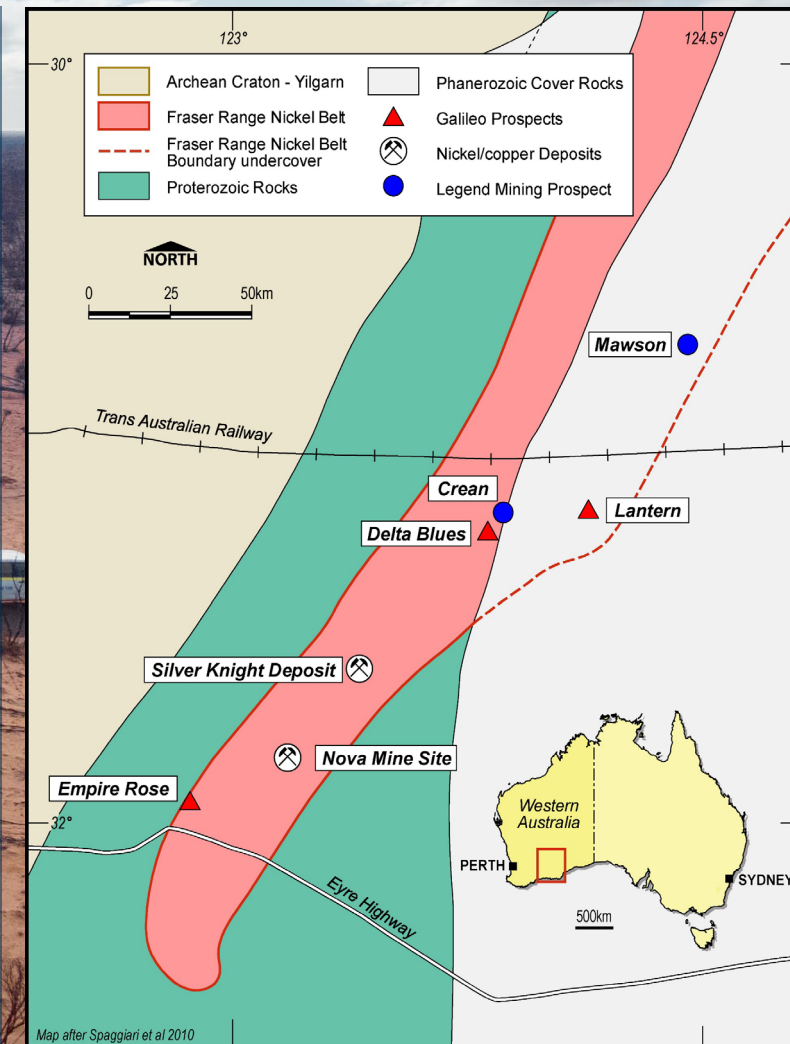 123°
124.5°
30°
Archean Craton - Yilgarn
Fraser Range Nickel Belt
Fraser Range Nickel Belt
Boundary undercover
Proterozoic Rocks
Phanerozoic Cover Rocks
Galileo Prospects
Nickel/copper Deposits
Legend Mining Prospect
NORTH
0 25 50km
Mawson
Trans Australian Railway
Crean
Lantern
Delta Blues
Silver Knight Deposit
Nova Mine Site
Empire Rose
32°
Eyre Highway
Western
Australia
PERTH
SYDNEY
500km
Map after Spaggiari et al 2010